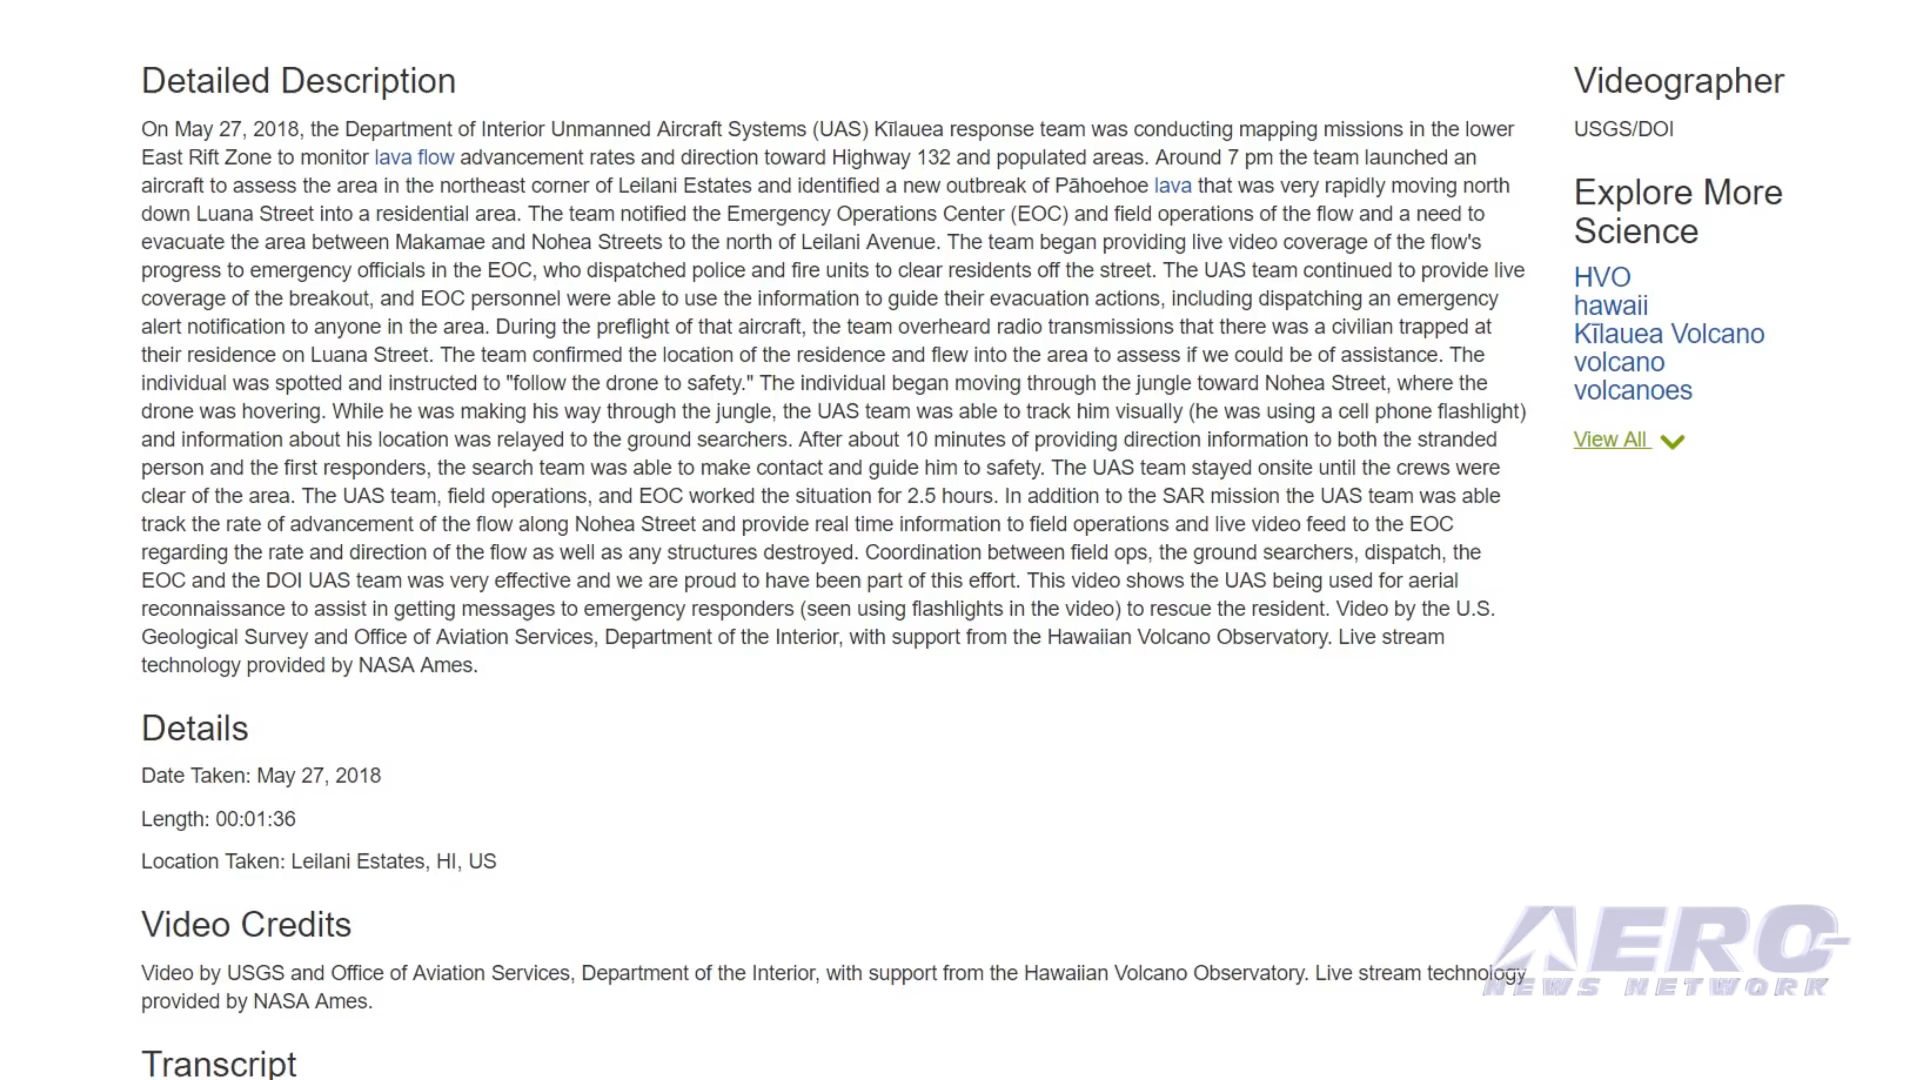 Detailed Description
On May 27, 2018, the Department of Interior Unmanned Aircraft Systems (UAS) Kīlauea response team was conducting mapping missions in the lower
East Rift Zone to monitor lava flow advancement rates and direction toward Highway 132 and populated areas. Around 7 pm the team launched an
aircraft to assess the area in the northeast corner of Leilani Estates and identified a new outbreak of Pāhoehoe lava that was very rapidly moving north
down Luana Street into a residential area. The team notified the Emergency Operations Center (EOC) and field operations of the flow and a need to
evacuate the area between Makamae and Nohea Streets to the north of Leilani Avenue. The team began providing live video coverage of the flow's
progress to emergency officials in the EOC, who dispatched police and fire units to clear residents off the street. The UAS team continued to provide live
coverage of the breakout, and EOC personnel were able to use the information to guide their evacuation actions, including dispatching an emergency
alert notification to anyone in the area. During the preflight of that aircraft, the team overheard radio transmissions that there was a civilian trapped at
their residence on Luana Street. The team confirmed the location of the residence and flew into the area to assess if we could be of assistance. The
individual was spotted and instructed to "follow the drone to safety." The individual began moving through the jungle toward Nohea Street, where the
drone was hovering. While he was making his way through the jungle, the UAS team was able to track him visually (he was using a cell phone flashlight)
and information about his location was relayed to the ground searchers. After about 10 minutes of providing direction information to both the stranded
person and the first responders, the search team was able to make contact and guide him to safety. The UAS team stayed onsite until the crews were
clear of the area. The UAS team, field operations, and EOC worked the situation for 2.5 hours. In addition to the SAR mission the UAS team was able
track the rate of advancement of the flow along Nohea Street and provide real time information to field operations and live video feed to the EOC
regarding the rate and direction of the flow as well as any structures destroyed. Coordination between field ops, the ground searchers, dispatch, the
EOC and the DOI UAS team was very effective and we are proud to have been part of this effort. This video shows the UAS being used for aerial
reconnaissance to assist in getting messages to emergency responders (seen using flashlights in the video) to rescue the resident. Video by the U.S.
Geological Survey and Office of Aviation Services, Department of the Interior, with support from the Hawaiian Volcano Observatory. Live stream
technology provided by NASA Ames.
Details
Date Taken: May 27, 2018
Length: 00:01:36
Location Taken: Leilani Estates, HI, US
Video Credits
Video by USGS and Office of Aviation Services, Department of the Interior, with support from the Hawaiian Volcano Observatory. Live stream technology
provided by NASA Ames.
Transcript
Videographer
USGS/DOI
Explore More
Science
HVO
hawaii
Kīlauea Volcano
volcano
volcanoes
View All
AERO-
NEWS NETWORK